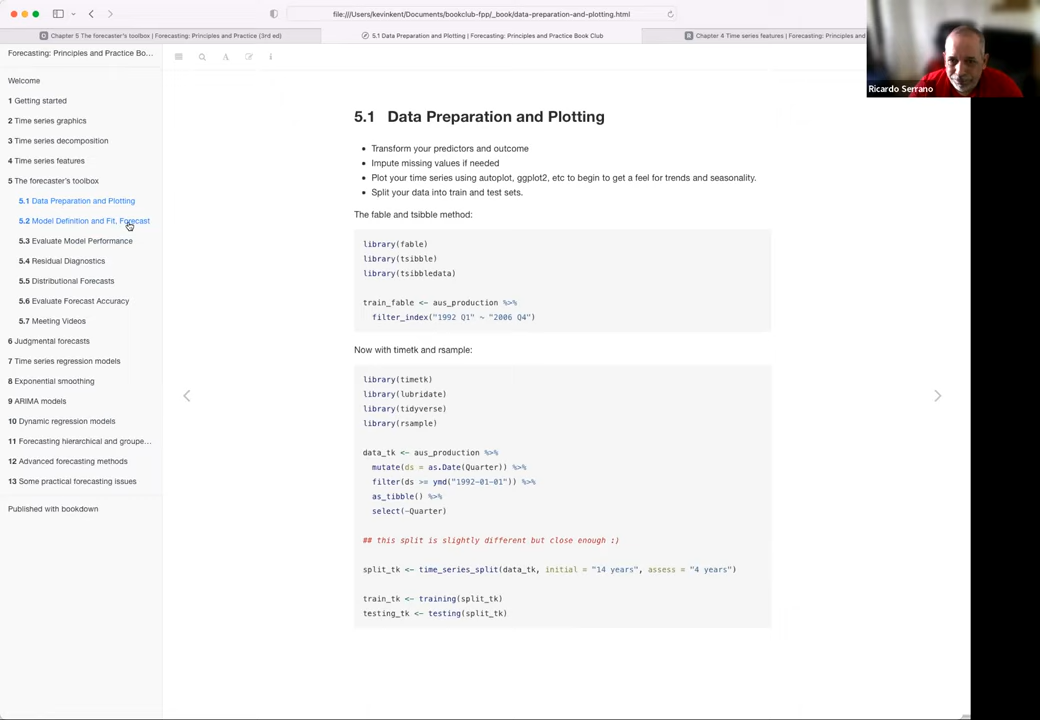 file:///Users/kevinkent/Documents/bookclub-fpp/_book/data-preparation-and-plotting.html
Chapter 5 The forecaster's toolbox | Forecasting: Principles and Practice (3rd ed)
5.1 Data Preparation and Plotting | Forecasting: Principles and Practice Book Club
Chapter 4 Time series features | Forecasting: Principles and Practice
Ricardo Serrano
Forecasting: Principles and Practice Bo...
Welcome
1 Getting started
2 Time series graphics
3 Time series decomposition
4 Time series features
5 The forecaster's toolbox
5.1 Data Preparation and Plotting
5.2 Model Definition and Fit, Forecast
5.3 Evaluate Model Performance
5.4 Residual Diagnostics
5.5 Distributional Forecasts
5.6 Evaluate Forecast Accuracy
5.7 Meeting Videos
6 Judgmental forecasts
7 Time series regression models
8 Exponential smoothing
9 ARIMA models
10 Dynamic regression models
11 Forecasting hierarchical and groupe...
12 Advanced forecasting methods
13 Some practical forecasting issues
Published with bookdown
5.1 Data Preparation and Plotting
• Transform your predictors and outcome
• Impute missing values if needed
• Plot your time series using autoplot, ggplot2, etc to begin to get a feel for trends and seasonality.
• Split your data into train and test sets.
The fable and tsibble method:
library(fable)
library(tsibble)
library(tsibbledata)
train_fable <- aus_production %>%
filter_index("1992 Q1" ~ "2006 Q4")
Now with timetk and rsample:
library(timetk)
library(lubridate)
library(tidyverse)
library(rsample)
data_tk <- aus_production %>%
mutate(ds = as.Date(Quarter)) %>%
filter(ds >= ymd("1992-01-01")) %>%
as_tibble() %>%
select(-Quarter)
## this split is slightly different but close enough :)
split_tk <- time_series_split(data_tk, initial = "14 years", assess = "4 years")
train_tk <- training(split_tk)
testing_tk <- testing(split_tk)